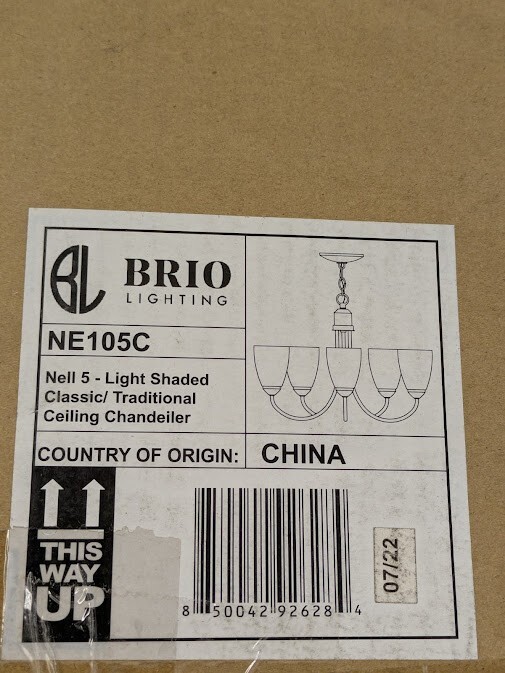 BL BRIO
LIGHTING
NE105C
Nell 5 - Light Shaded
Classic/ Traditional
Ceiling Chandeiler
COUNTRY OF ORIGIN: CHINA
THIS
WAY
UP
8 50042 92628 4
07/22